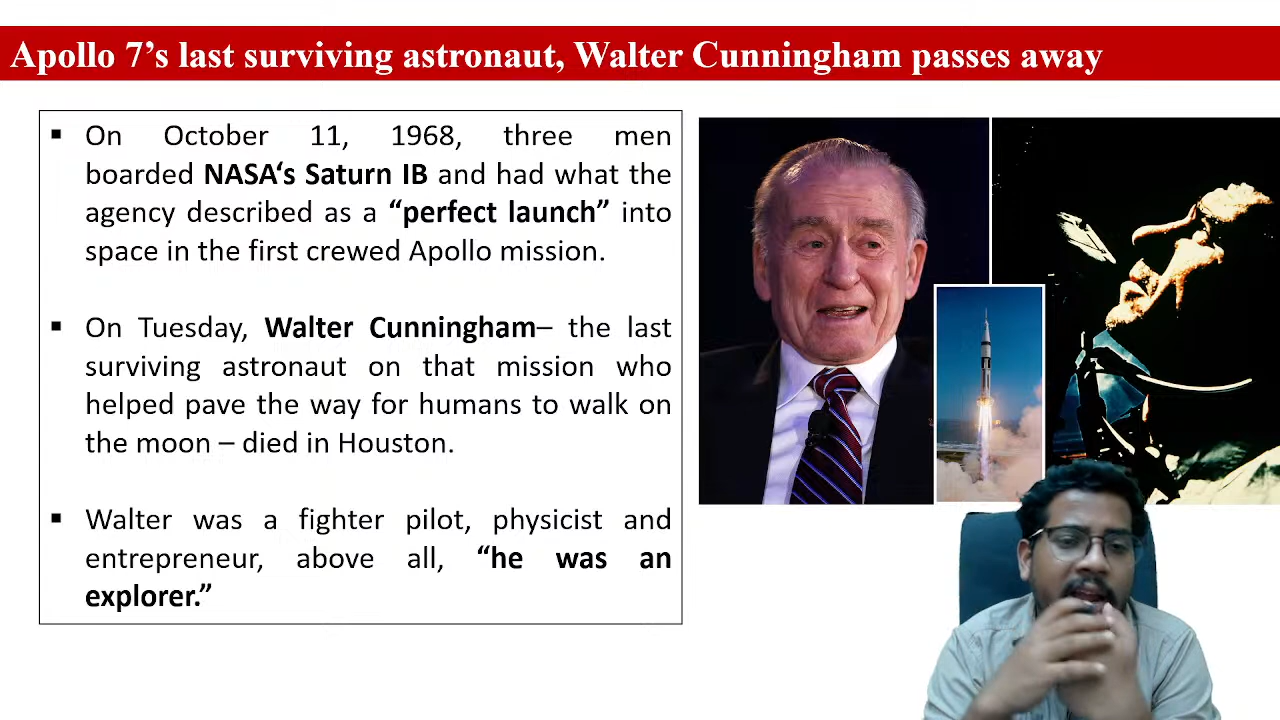 Apollo 7’s last surviving astronaut, Walter Cunningham passes away
▪ On October 11, 1968, three men
boarded NASA‘s Saturn IB and had what the
agency described as a “perfect launch” into
space in the first crewed Apollo mission.
▪ On Tuesday, Walter Cunningham– the last
surviving astronaut on that mission who
helped pave the way for humans to walk on
the moon – died in Houston.
▪ Walter was a fighter pilot, physicist and
entrepreneur, above all, “he was an
explorer.”